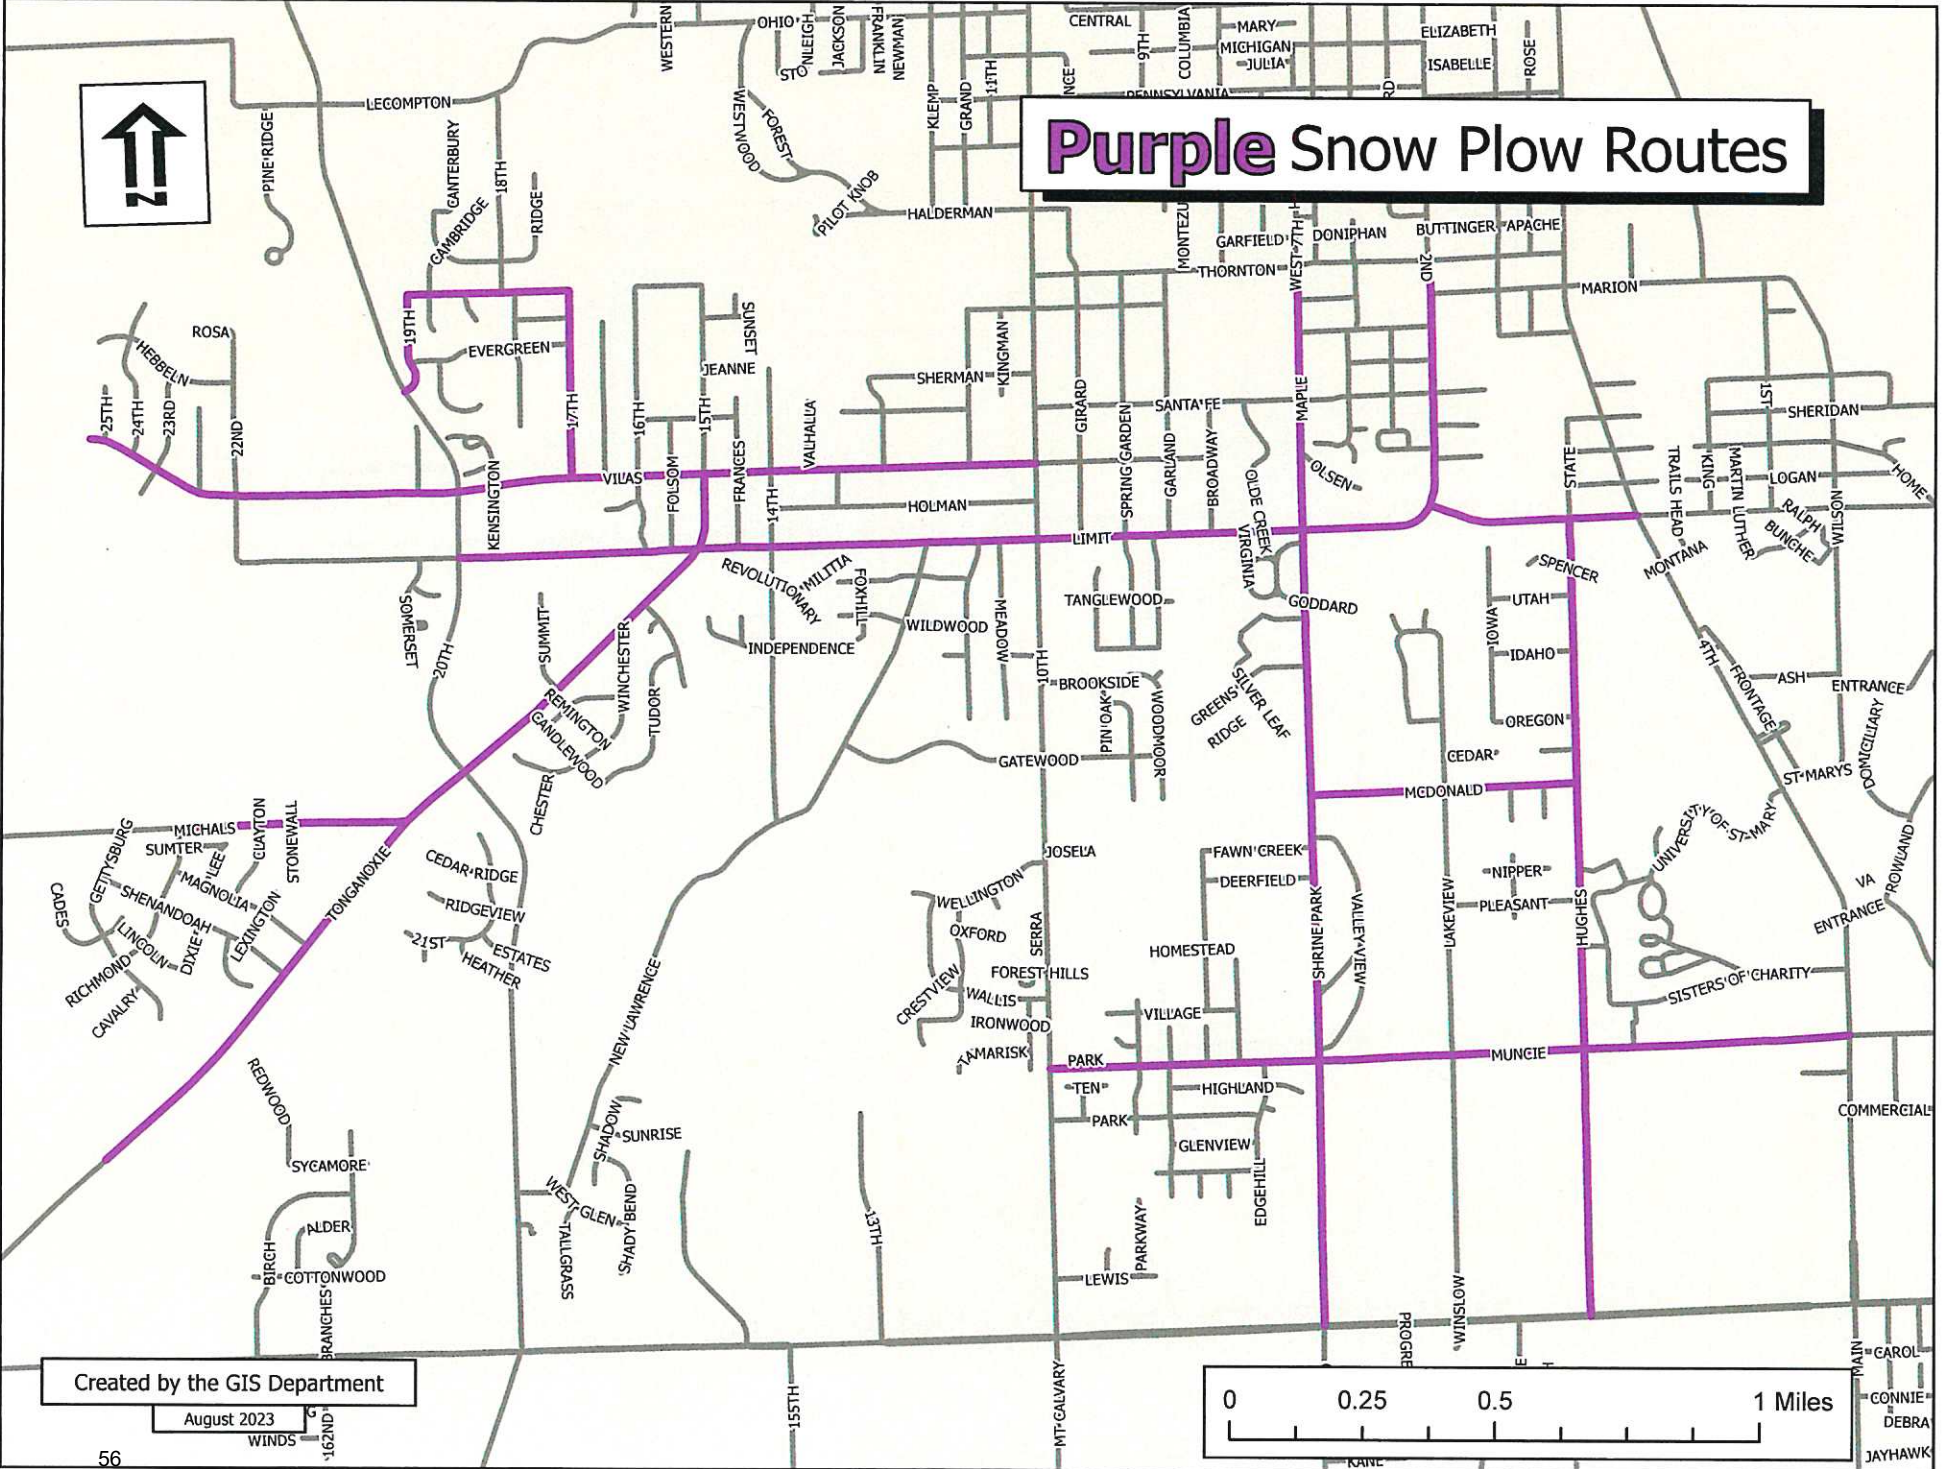 Purple Snow Plow Routes
N
WESTERN
OHIO
JACKSON
FRANKLIN
NEWMAN
CENTRAL
9TH
COLUMBIA
MARY
MICHIGAN
JULIA
ELIZABETH
ISABELLE
ROSE
LECOMPTON
PINE RIDGE
CANTERBURY
18TH
CAMBRIDGE
RIDGE
WESTWOOD
FOREST
PILOT KNOB
KLEMP
GRAND
11TH
PENNSYLVANIA
HALDERMAN
GARFIELD
DONIPHAN
BUTTINGER
APACHE
THORNTON
WEST 7TH
2ND
MARION
ROSA
HEBBELN
25TH
24TH
23RD
22ND
19TH
EVERGREEN
17TH
16TH
15TH
SUNSET
JEANNE
VALHALLA
SHERMAN
KINGMAN
GIRARD
SANTA FE
MAPLE
SPRING GARDEN
GARLAND
BROADWAY
OLDE CREEK
OLSEN
STATE
1ST
SHERIDAN
TRAILS HEAD
KING
MARTIN LUTHER
LOGAN
HOME
RALPH
BUNCHE
WILSON
KENSINGTON
VILAS
FOLSOM
FRANCES
14TH
HOLMAN
LIMIT
VIRGINIA
GODDARD
SPENCER
MONTANA
UTAH
IOWA
IDAHO
OREGON
CEDAR
SOMERSET
20TH
SUMMIT
WINCHESTER
REMINGTON
CANDLEWOOD
TUDOR
CHESTER
REVOLUTIONARY
MILITIA
FOXHILL
INDEPENDENCE
WILDWOOD
MEADOW
10TH
TANGLEWOOD
BROOKSIDE
PIN OAK
WOODMOOR
GATEWOOD
GREENS
RIDGE
SILVER LEAF
4TH
FRONTAGE
ASH
ENTRANCE
DOMICILIARY
ST MARYS
MCDONALD
UNIVERSITY OF ST MARY
ROWLAND
VA
ENTRANCE
GETTYSBURG
MICHALS
SUMTER
LEE
CLAYTON
STONEWALL
MAGNOLIA
SHENANDOAH
CADES
LINCOLN
DIXIE
LEXINGTON
RICHMOND
CAVALRY
TONGANOXIE
CEDAR RIDGE
RIDGEVIEW
21ST
ESTATES
HEATHER
NEW LAWRENCE
JOSELA
WELLINGTON
OXFORD
SERRA
FOREST HILLS
CRESTVIEW
WALLIS
IRONWOOD
TAMARISK
FAWN CREEK
DEERFIELD
HOMESTEAD
VILLAGE
SHRINE PARK
VALLEY VIEW
LAKEVIEW
NIPPER
PLEASANT
HUGHES
SISTERS OF CHARITY
PARK
MUNCIE
TEN
HIGHLAND
PARK
GLENVIEW
EDGEHILL
COMMERCIAL
REDWOOD
SYCAMORE
ALDER
BIRCH
COTTONWOOD
BRANCHES
SHADOW
SUNRISE
WEST GLEN
SHADY BEND
TALLGRASS
13TH
PARKWAY
LEWIS
WINSLOW
PROGRE
MAIN
CAROL
CONNIE
DEBRA
JAYHAWK
155TH
MT CALVARY
KANE
Created by the GIS Department
August 2023
WINDS
162ND
56
0 0.25 0.5 1 Miles